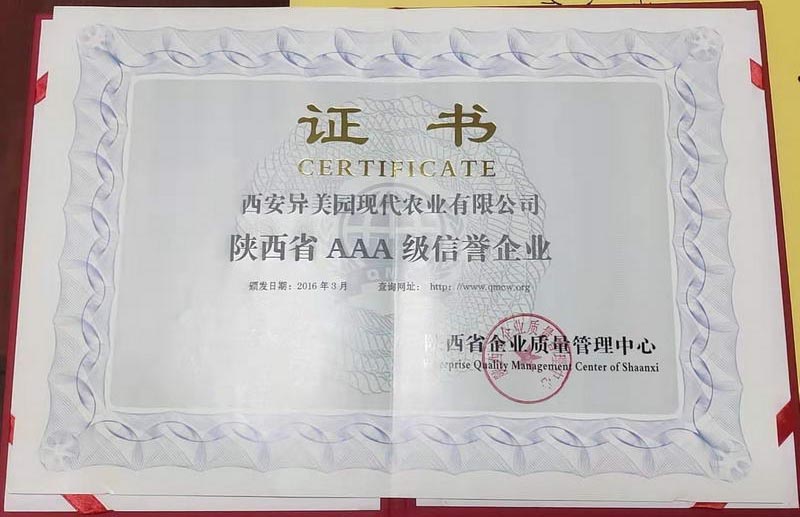 证 书
CERTIFICATE
西安异美园现代农业有限公司
陕西省 AAA 级信誉企业
颁发日期：2016 年 3 月 查询网址： http：//www.qmcw.org
陕西省企业质量管理中心
Enterprise Quality Management Center of Shaanxi